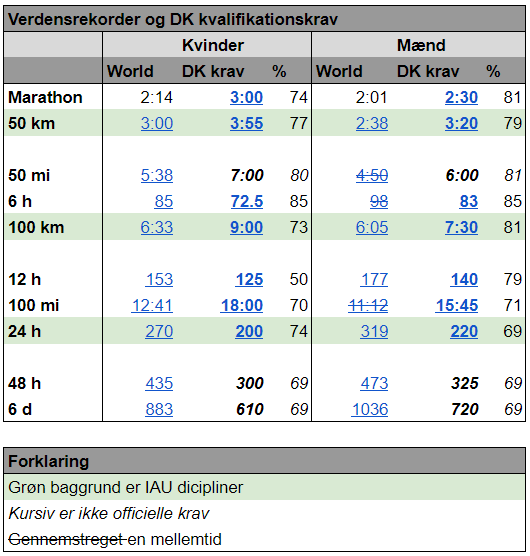 Verdensrekorder og DK kvalifikationskrav
Kvinder Mænd
World DK krav % World DK krav %
Marathon 2:14 3:00 74 2:01 2:30 81
50 km 3:00 3:55 77 2:38 3:20 79
50 mi 5:38 7:00 80 4:50 6:00 81
6 h 85 72.5 85 98 83 85
100 km 6:33 9:00 73 6:05 7:30 81
12 h 153 125 50 177 140 79
100 mi 12:41 18:00 70 11:12 15:45 71
24 h 270 200 74 319 220 69
48 h 435 300 69 473 325 69
6 d 883 610 69 1036 720 69
Forklaring
Grøn baggrund er IAU dicipliner
Kursiv er ikke officielle krav
Gennemstreget en mellemtid